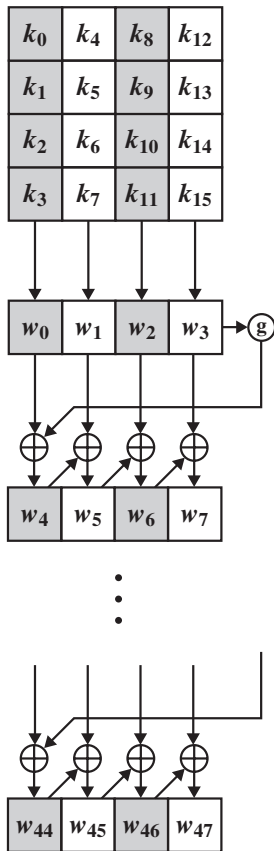 k₀ k₄ k₈ k₁₂
k₁ k₅ k₉ k₁₃
k₂ k₆ k₁₀ k₁₄
k₃ k₇ k₁₁ k₁₅
w₀ w₁ w₂ w₃ g
w₄ w₅ w₆ w₇
w₄₄ w₄₅ w₄₆ w₄₇